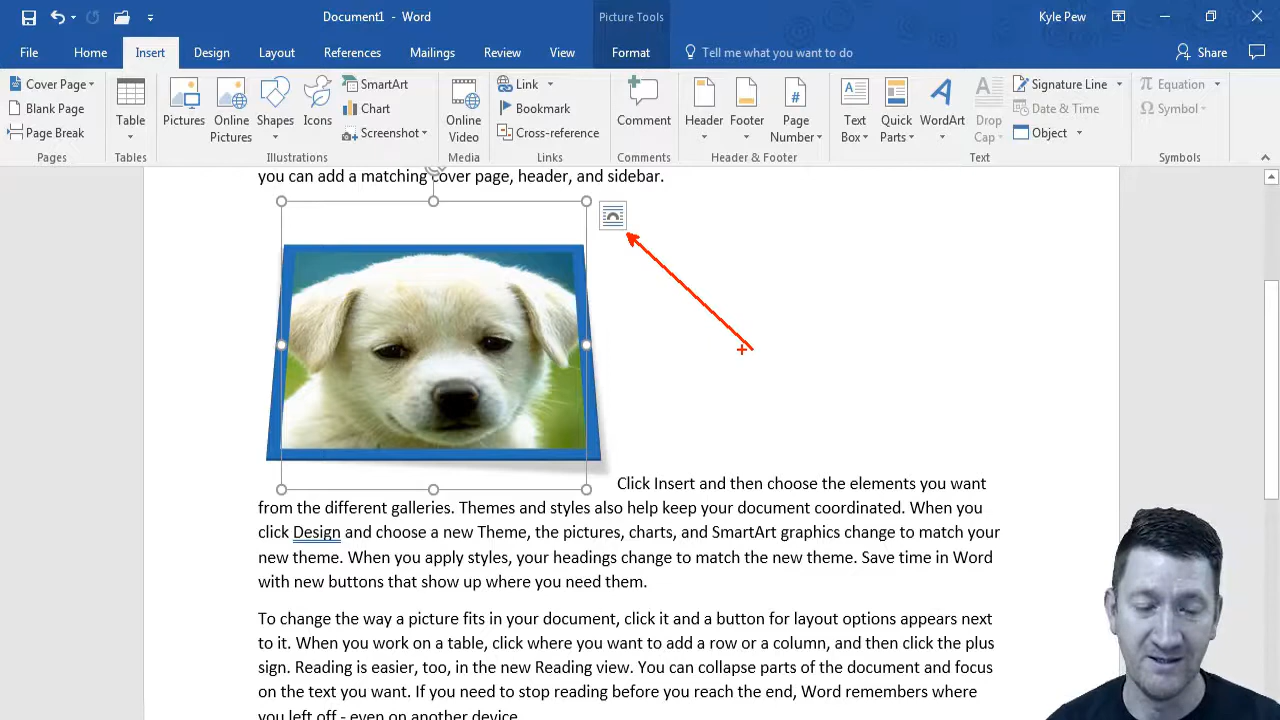 Document1 - Word
Picture Tools
Kyle Pew
File Home Insert Design Layout References Mailings Review View Format Tell me what you want to do Share
Cover Page
Blank Page
Page Break
Pages
Table
Tables
Pictures
Online Pictures
Shapes
Icons
SmartArt
Chart
Screenshot
Illustrations
Online Video
Media
Link
Bookmark
Cross-reference
Links
Comment
Comments
Header
Footer
Page Number
#
Header & Footer
Text Box
Quick Parts
WordArt
Drop Cap
Signature Line
Date & Time
Object
Text
π Equation
Ω Symbol
Symbols
you can add a matching cover page, header, and sidebar.
Click Insert and then choose the elements you want
from the different galleries. Themes and styles also help keep your document coordinated. When you
click Design and choose a new Theme, the pictures, charts, and SmartArt graphics change to match your
new theme. When you apply styles, your headings change to match the new theme. Save time in Word
with new buttons that show up where you need them.
To change the way a picture fits in your document, click it and a button for layout options appears next
to it. When you work on a table, click where you want to add a row or a column, and then click the plus
sign. Reading is easier, too, in the new Reading view. You can collapse parts of the document and focus
on the text you want. If you need to stop reading before you reach the end, Word remembers where
you left off - even on another device.